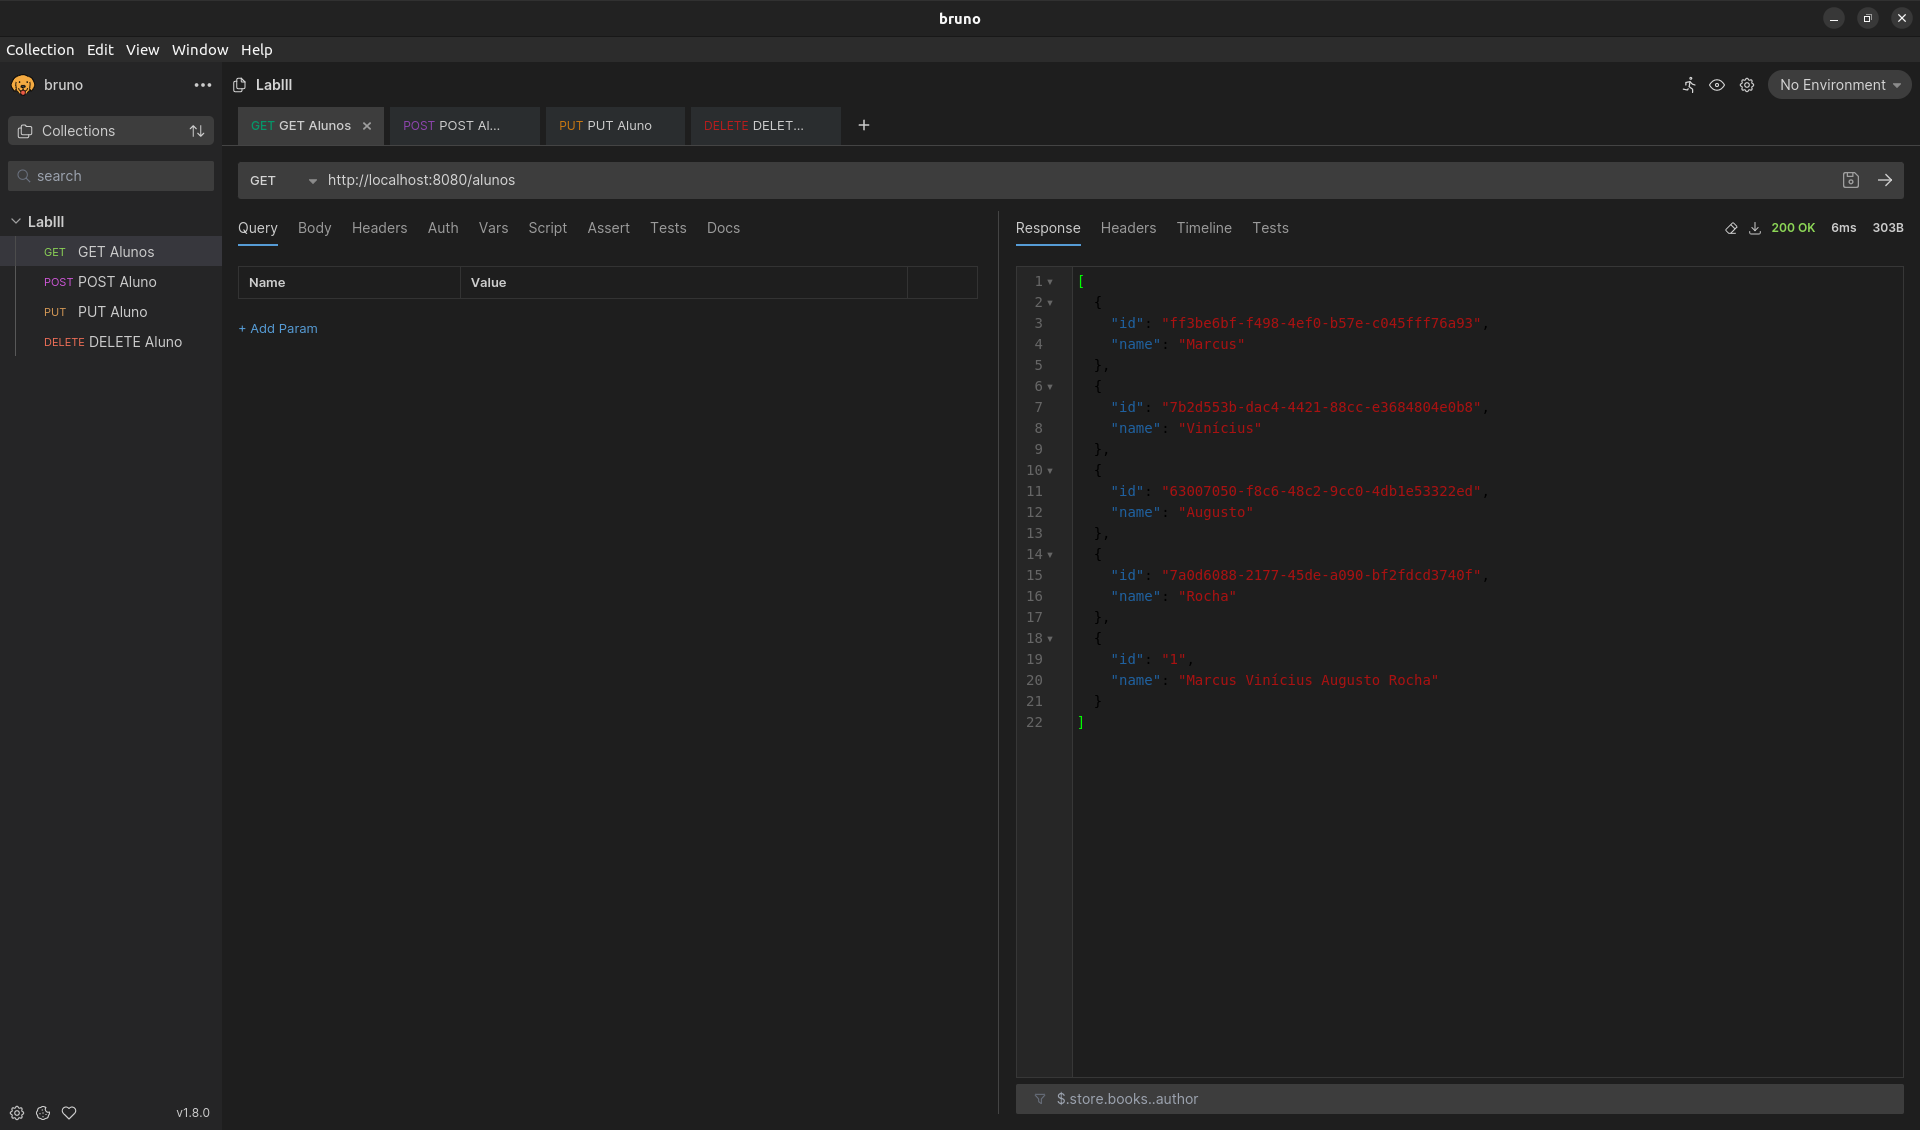 bruno
Collection Edit View Window Help
bruno
Collections
search
LabIII
GET GET Alunos
POST POST Aluno
PUT PUT Aluno
DELETE DELETE Aluno
v1.8.0
LabIII
No Environment
GET GET Alunos
POST POST Al...
PUT PUT Aluno
DELETE DELET...
+
GET http://localhost:8080/alunos
Query Body Headers Auth Vars Script Assert Tests Docs
Name Value
+ Add Param
Response Headers Timeline Tests 200 OK 6ms 303B
1 [
2 {
3 "id": "ff3be6bf-f498-4ef0-b57e-c045fff76a93",
4 "name": "Marcus"
5 },
6 {
7 "id": "7b2d553b-dac4-4421-88cc-e3684804e0b8",
8 "name": "Vinícius"
9 },
10 {
11 "id": "63007050-f8c6-48c2-9cc0-4db1e53322ed",
12 "name": "Augusto"
13 },
14 {
15 "id": "7a0d6088-2177-45de-a090-bf2fdcd3740f",
16 "name": "Rocha"
17 },
18 {
19 "id": "1",
20 "name": "Marcus Vinícius Augusto Rocha"
21 }
22 ]
$.store.books..author